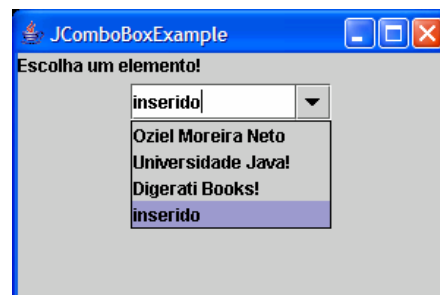 JComboBoxExample
Escolha um elemento!
inserido
Oziel Moreira Neto
Universidade Java!
Digerati Books!
inserido